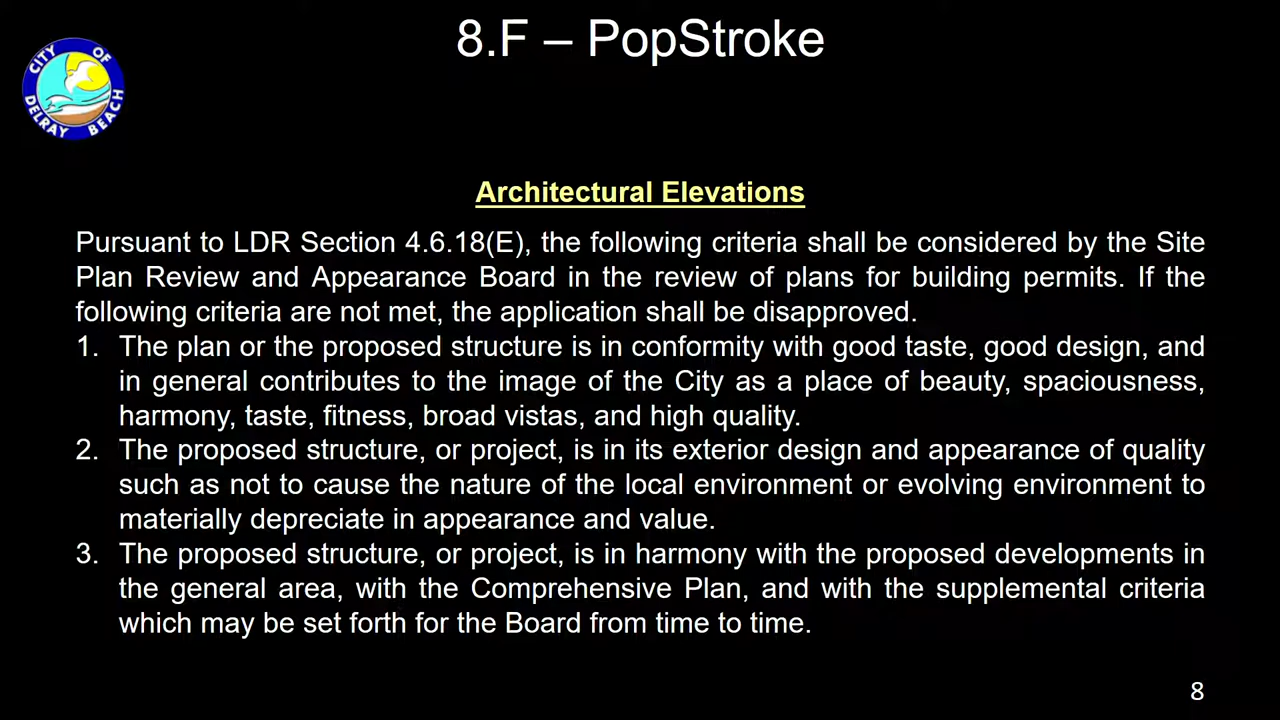 8.F – PopStroke
CITY OF
DELRAY BEACH
Architectural Elevations
Pursuant to LDR Section 4.6.18(E), the following criteria shall be considered by the Site
Plan Review and Appearance Board in the review of plans for building permits. If the
following criteria are not met, the application shall be disapproved.
1. The plan or the proposed structure is in conformity with good taste, good design, and
in general contributes to the image of the City as a place of beauty, spaciousness,
harmony, taste, fitness, broad vistas, and high quality.
2. The proposed structure, or project, is in its exterior design and appearance of quality
such as not to cause the nature of the local environment or evolving environment to
materially depreciate in appearance and value.
3. The proposed structure, or project, is in harmony with the proposed developments in
the general area, with the Comprehensive Plan, and with the supplemental criteria
which may be set forth for the Board from time to time.
8